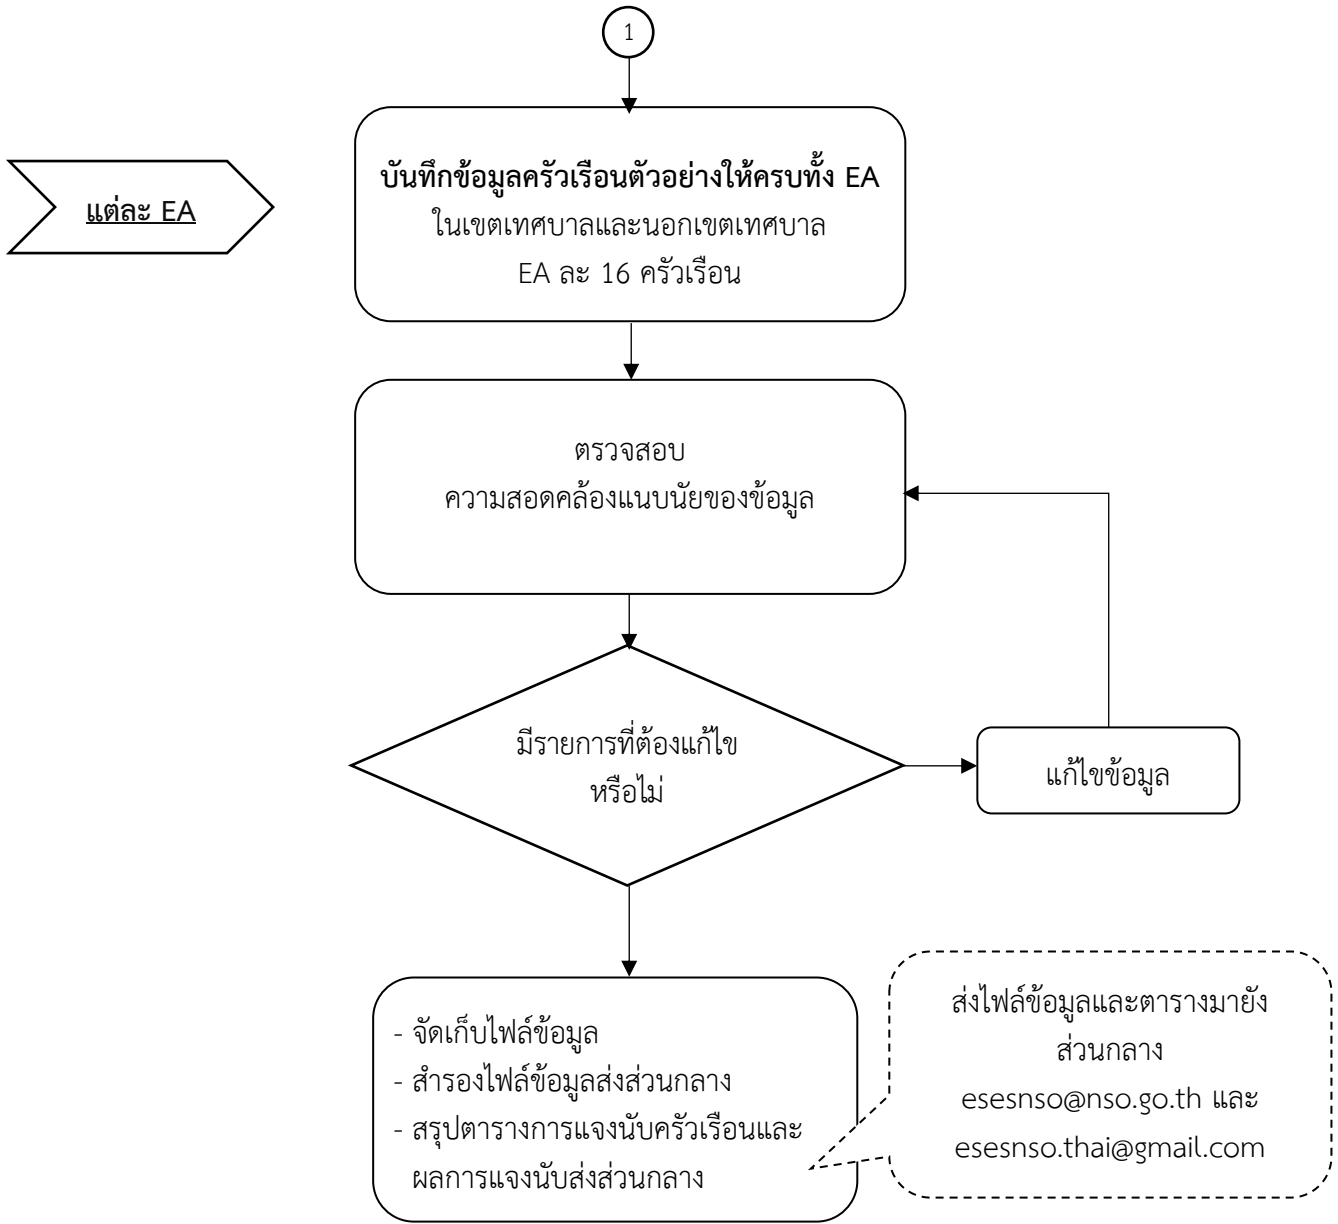 1
แต่ละ EA
บันทึกข้อมูลครัวเรือนตัวอย่างให้ครบทั้ง EA
ในเขตเทศบาลและนอกเขตเทศบาล
EA ละ 16 ครัวเรือน
ตรวจสอบ
ความสอดคล้องแนบนัยของข้อมูล
มีรายการที่ต้องแก้ไข
หรือไม่
แก้ไขข้อมูล
- จัดเก็บไฟล์ข้อมูล
- สำรองไฟล์ข้อมูลส่งส่วนกลาง
- สรุปตารางการแจงนับครัวเรือนและ
ผลการแจงนับส่งส่วนกลาง
ส่งไฟล์ข้อมูลและตารางมายัง
ส่วนกลาง
esesnso@nso.go.th และ
esesnso.thai@gmail.com